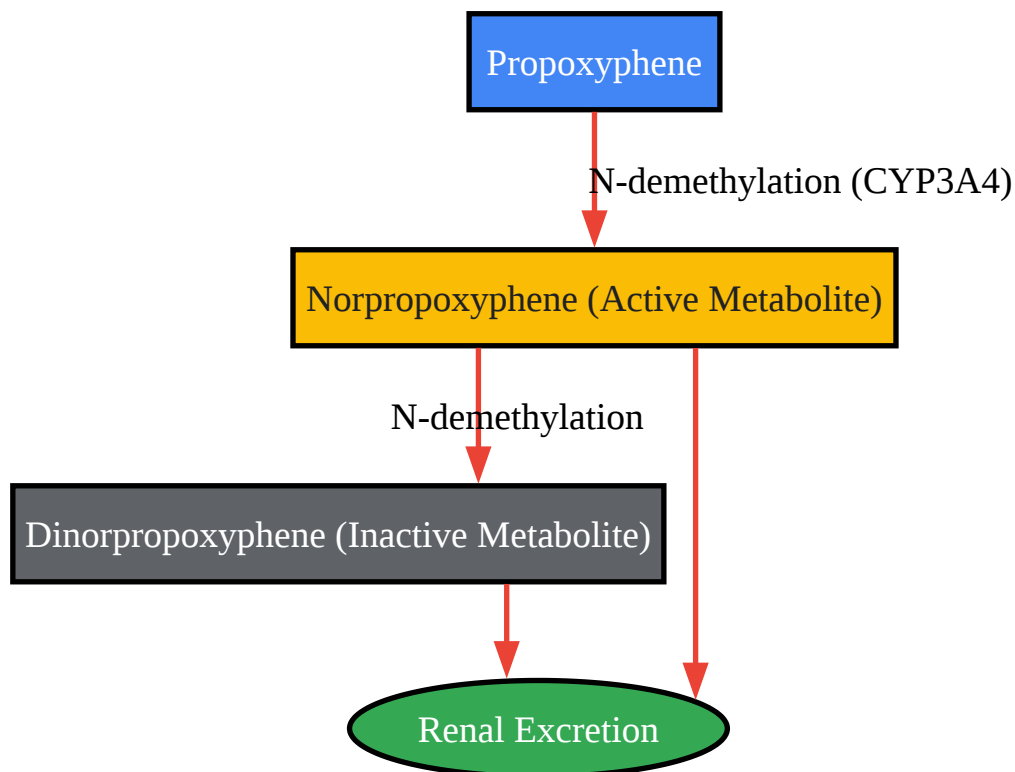 Propoxyphene
N-demethylation (CYP3A4)
Norpropoxyphene (Active Metabolite)
N-demethylation
Dinorpropoxyphene (Inactive Metabolite)
Renal Excretion